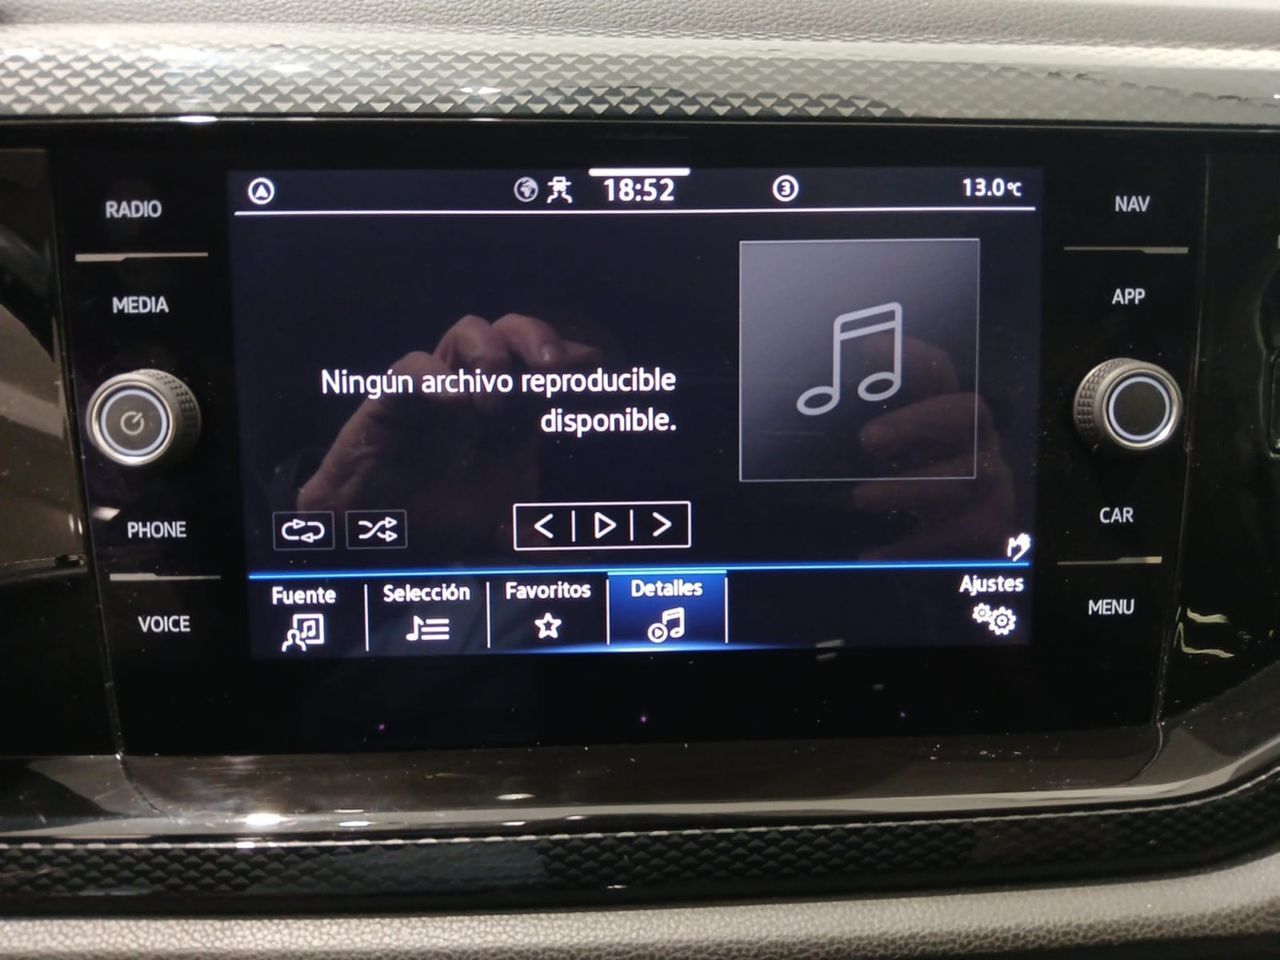 RADIO
MEDIA
PHONE
VOICE
18:52
3
13.0°C
Ningún archivo reproducible
disponible.
Fuente
Selección
Favoritos
Detalles
Ajustes
NAV
APP
CAR
MENU